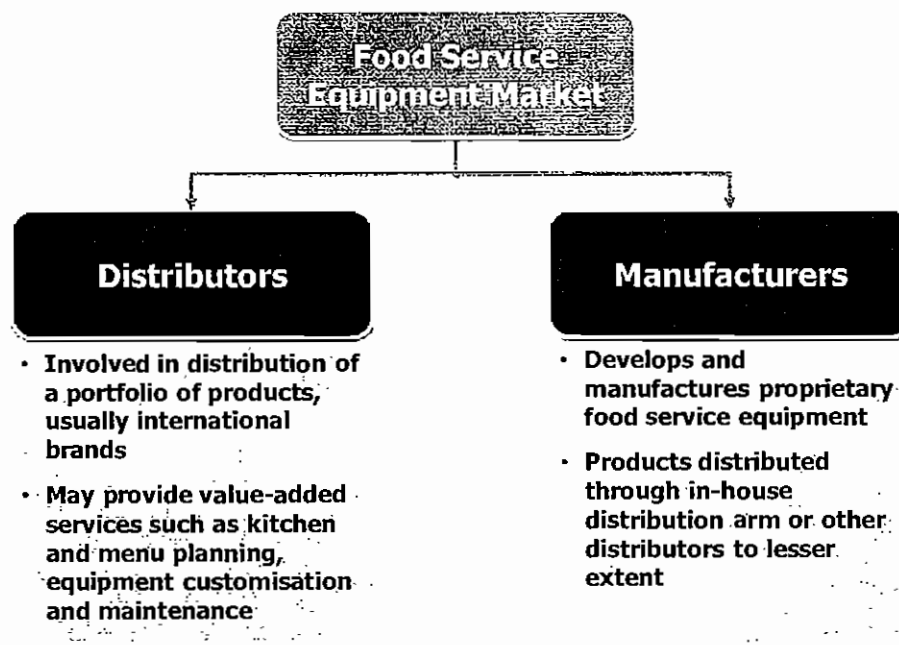 Food Service
Equipment Market
Distributors
• Involved in distribution of
a portfolio of products,
usually international
brands
• May provide value-added
services such as kitchen
and menu planning,
equipment customisation
and maintenance
Manufacturers
• Develops and
manufactures proprietary
food service equipment
• Products distributed
through in-house
distribution arm or other
distributors to lesser
extent